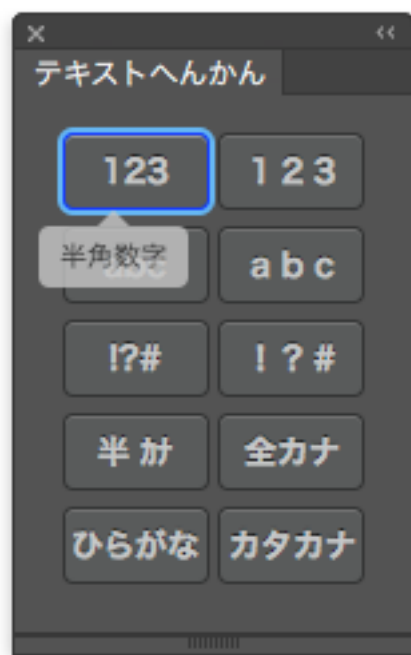 テキストへんかん
123 １２３
半角数字
abc ａｂｃ
!?# ！？＃
半 ｶﾅ 全カナ
ひらがな カタカナ